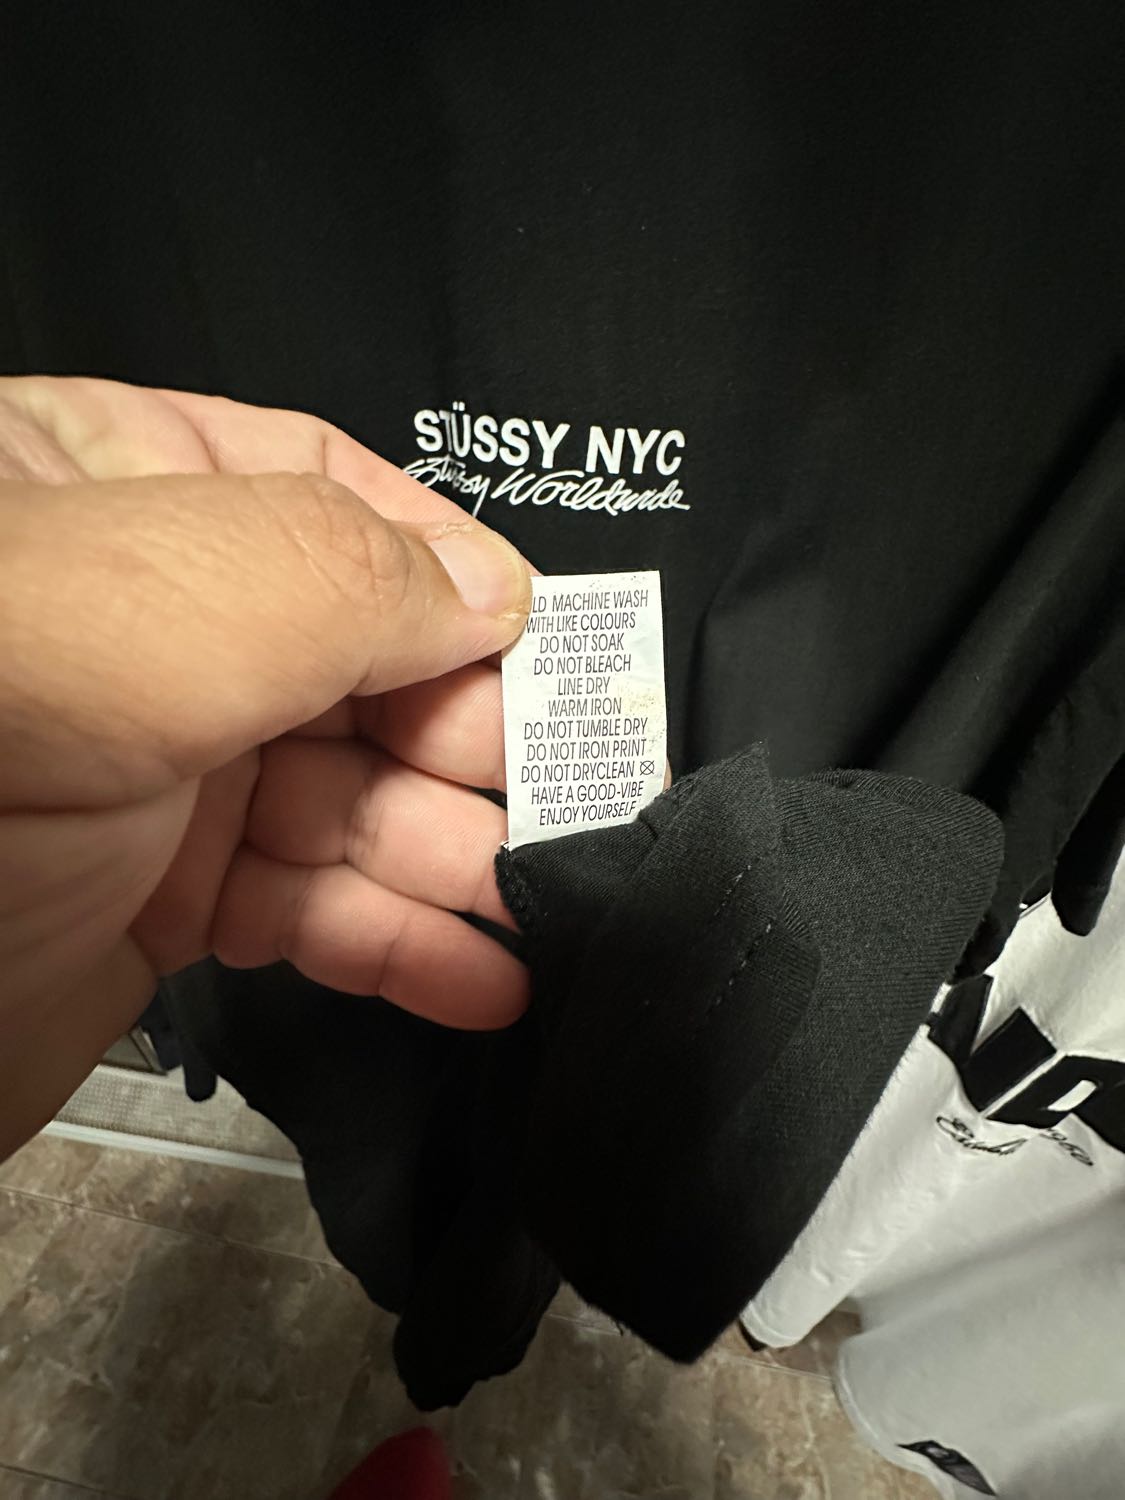 STÜSSY NYC
Stüssy Worldwide
LD MACHINE WASH
WITH LIKE COLOURS
DO NOT SOAK
DO NOT BLEACH
LINE DRY
WARM IRON
DO NOT TUMBLE DRY
DO NOT IRON PRINT
DO NOT DRYCLEAN
HAVE A GOOD-VIBE
ENJOY YOURSELF